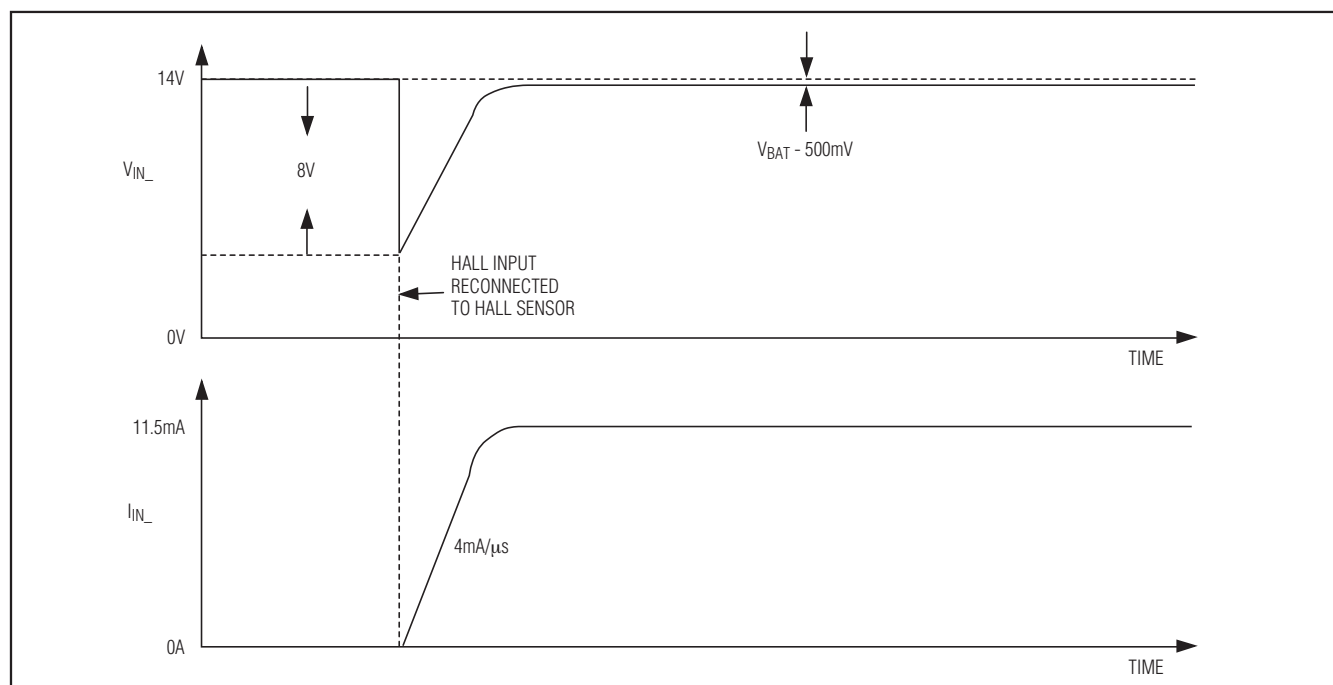 14V
V_IN_
8V
V_BAT - 500mV
HALL INPUT
RECONNECTED
TO HALL SENSOR
0V
TIME
11.5mA
I_IN_
4mA/μs
0A
TIME